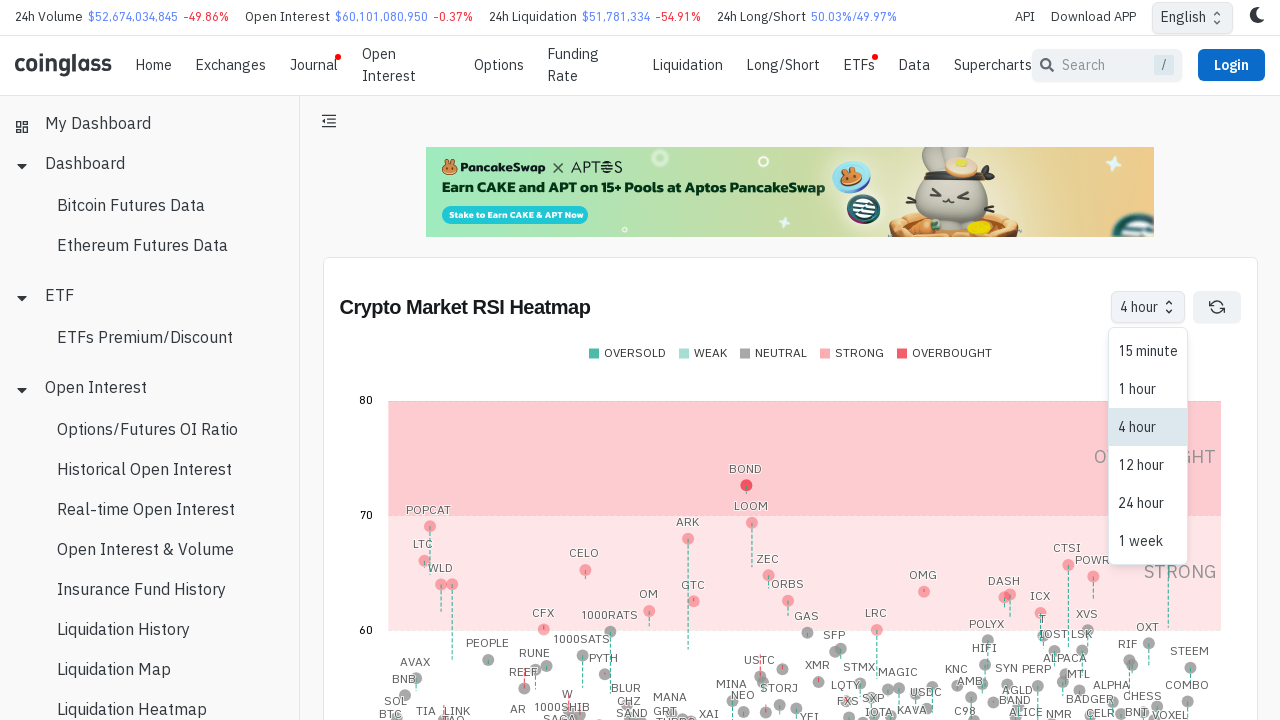 24h Volume $52,674,034,845 -49.86% Open Interest $60,101,080,950 -0.37% 24h Liquidation $51,781,334 -54.91% 24h Long/Short 50.03%/49.97% API Download APP English
coinglass Home Exchanges Journal Open Interest Options Funding Rate Liquidation Long/Short ETFs Data Supercharts Search / Login
My Dashboard
Dashboard
Bitcoin Futures Data
Ethereum Futures Data
ETF
ETFs Premium/Discount
Open Interest
Options/Futures OI Ratio
Historical Open Interest
Real-time Open Interest
Open Interest & Volume
Insurance Fund History
Liquidation History
Liquidation Map
Liquidation Heatmap
PancakeSwap X APTOS
Earn CAKE and APT on 15+ Pools at Aptos PancakeSwap
Stake to Earn CAKE & APT Now
Crypto Market RSI Heatmap
4 hour
15 minute
1 hour
4 hour
12 hour
24 hour
1 week
OVERSOLD WEAK NEUTRAL STRONG OVERBOUGHT
80
70
60
STRONG
BOND
POPCAT LOOM
ARK
LTC CELO ZEC CTSI
WLD OM GTC ORBS OMG DASH POWR
CFX 1000RATS GAS LRC ICX XVS
PEOPLE 1000SATS SFP POLYX T OXT
RUNE HIFI IOST LSK RIF
AVAX REEF PYTH USTC XMR STMX KNC SYN PERP ALPACA STEEM
BNB MINA STORJ LQTY MAGIC AMB MTL ALPHA COMBO
SOL W BLUR MANA NEO FXS SXP USDC AGLD BADGER CHESS
BTC TIA LINK AR 1000SHIB CHZ GRT XAI YFI IOTA KAVA C98 BAND ALICE NMR CELR BNT
SAND